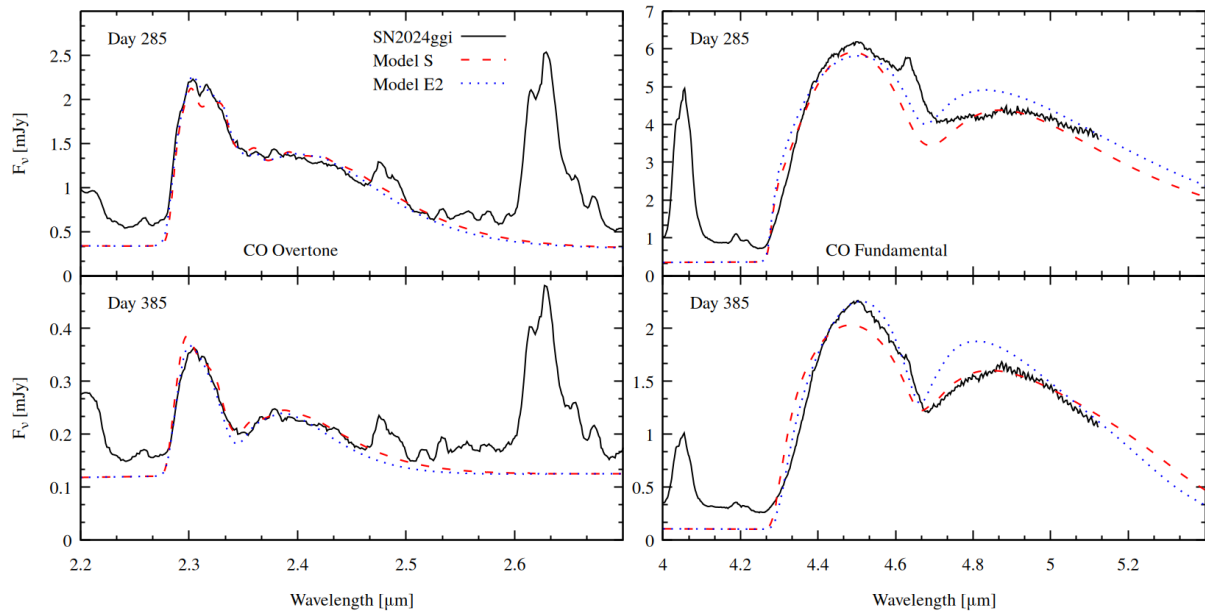 Day 285
SN2024ggi
Model S
Model E2
CO Overtone
F_ν [mJy]
0
0.5
1
1.5
2
2.5
Day 285
CO Fundamental
0
1
2
3
4
5
6
7
Day 385
F_ν [mJy]
0
0.1
0.2
0.3
0.4
2.2
2.3
2.4
2.5
2.6
Wavelength [μm]
Day 385
0
0.5
1
1.5
2
4
4.2
4.4
4.6
4.8
5
5.2
Wavelength [μm]